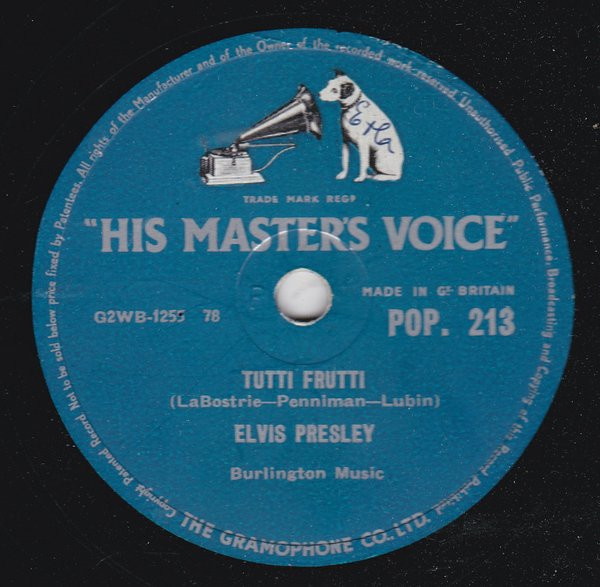 All rights of the Manufacturer and of the Owner of the recorded work reserved. Unauthorised Public Performance, Broadcasting and Copying of this Record Prohibited.
Copyright Patented Record Not to be sold below price fixed by Patentees.
Etta
TRADE MARK REGD
"HIS MASTER'S VOICE"
MADE IN GT. BRITAIN
G2WB-1255 78
POP. 213
TUTTI FRUTTI
(LaBostrie—Penniman—Lubin)
ELVIS PRESLEY
Burlington Music
THE GRAMOPHONE CO. LTD.